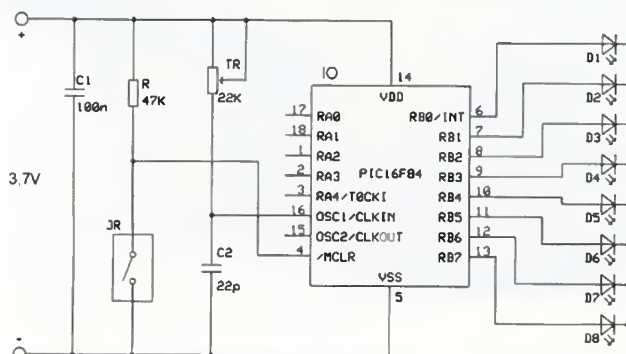 +
C1
100n
R
47K
TR
22K
IO
14
VDD
17 RA0
18 RA1
1 RA2
2 RA3
3 RA4/T0CKI
16 OSC1/CLKIN
15 OSC2/CLKOUT
4 /MCLR
PIC16F84
RB0/INT 6
RB1 7
RB2 8
RB3 9
RB4 10
RB5 11
RB6 12
RB7 13
VSS
5
D1
D2
D3
D4
D5
D6
D7
D8
3,7V
JR
C2
22p
-